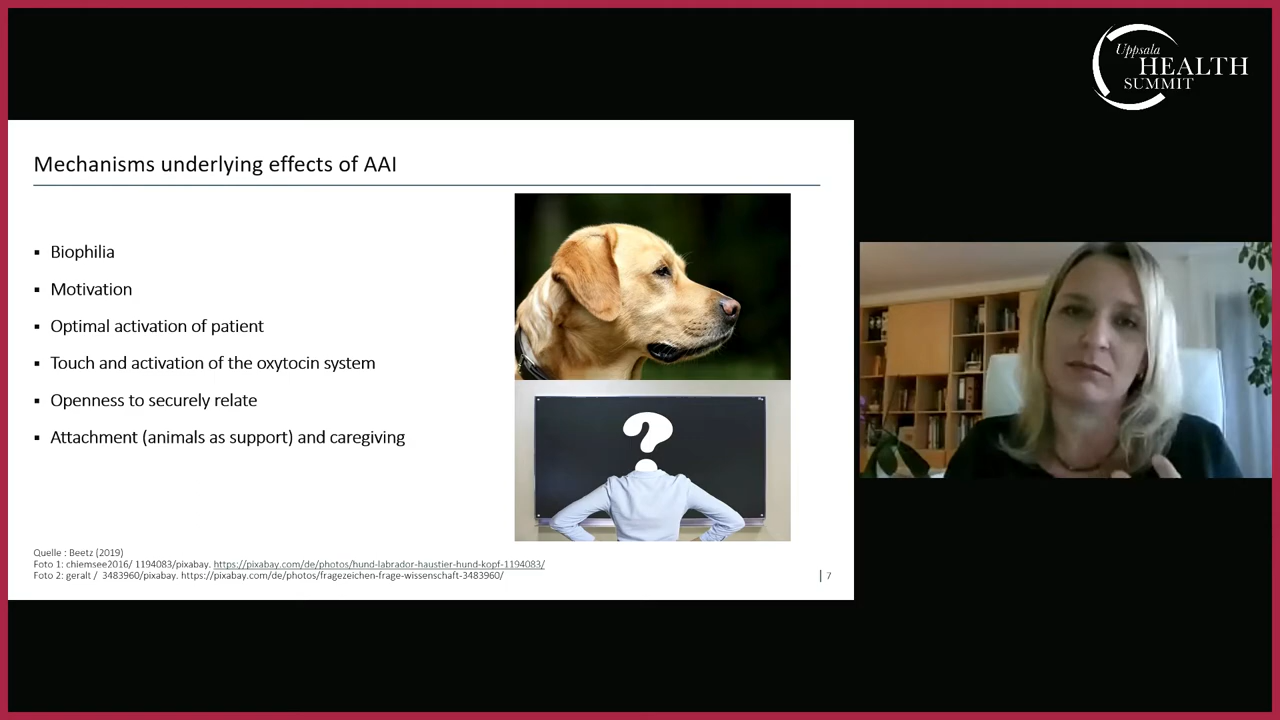 Uppsala
HEALTH
SUMMIT
Mechanisms underlying effects of AAI
▪ Biophilia
▪ Motivation
▪ Optimal activation of patient
▪ Touch and activation of the oxytocin system
▪ Openness to securely relate
▪ Attachment (animals as support) and caregiving
?
Quelle : Beetz (2019)
Foto 1: chiemsee2016/ 1194083/pixabay. https://pixabay.com/de/photos/hund-labrador-haustier-hund-kopf-1194083/
Foto 2: geralt / 3483960/pixabay. https://pixabay.com/de/photos/fragezeichen-frage-wissenschaft-3483960/
| 7